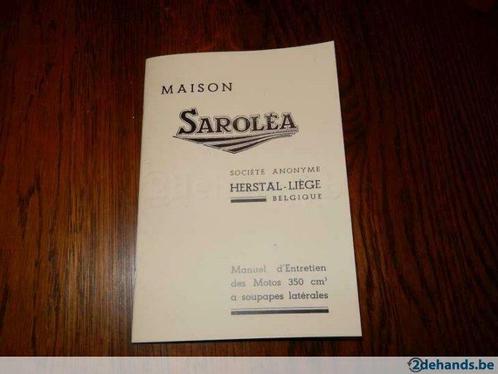 MAISON
SAROLÉA
SOCIÉTÉ ANONYME
HERSTAL-LIÈGE
BELGIQUE
Manuel d'Entretien
des Motos 350 cm³
a soupapes latérales
2dehands.be